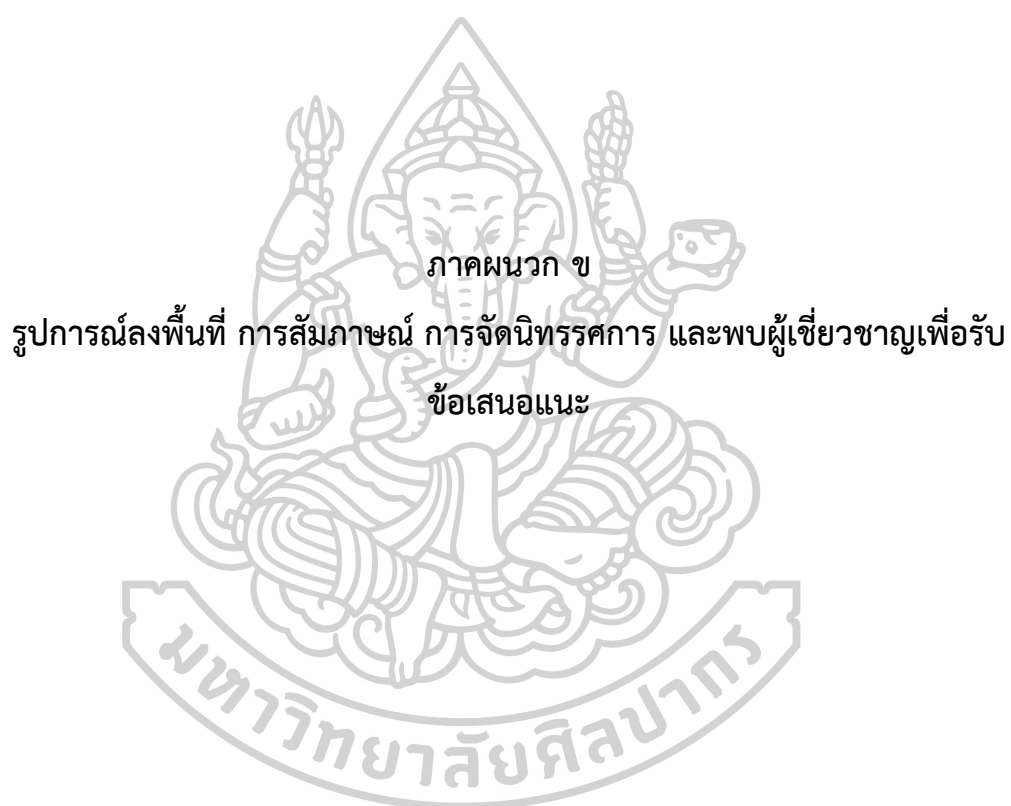 ภาคผนวก ข
รูปการณ์ลงพื้นที่ การสัมภาษณ์ การจัดนิทรรศการ และพบผู้เชี่ยวชาญเพื่อรับ
ข้อเสนอแนะ
มหาวิทยาลัยศิลปากร